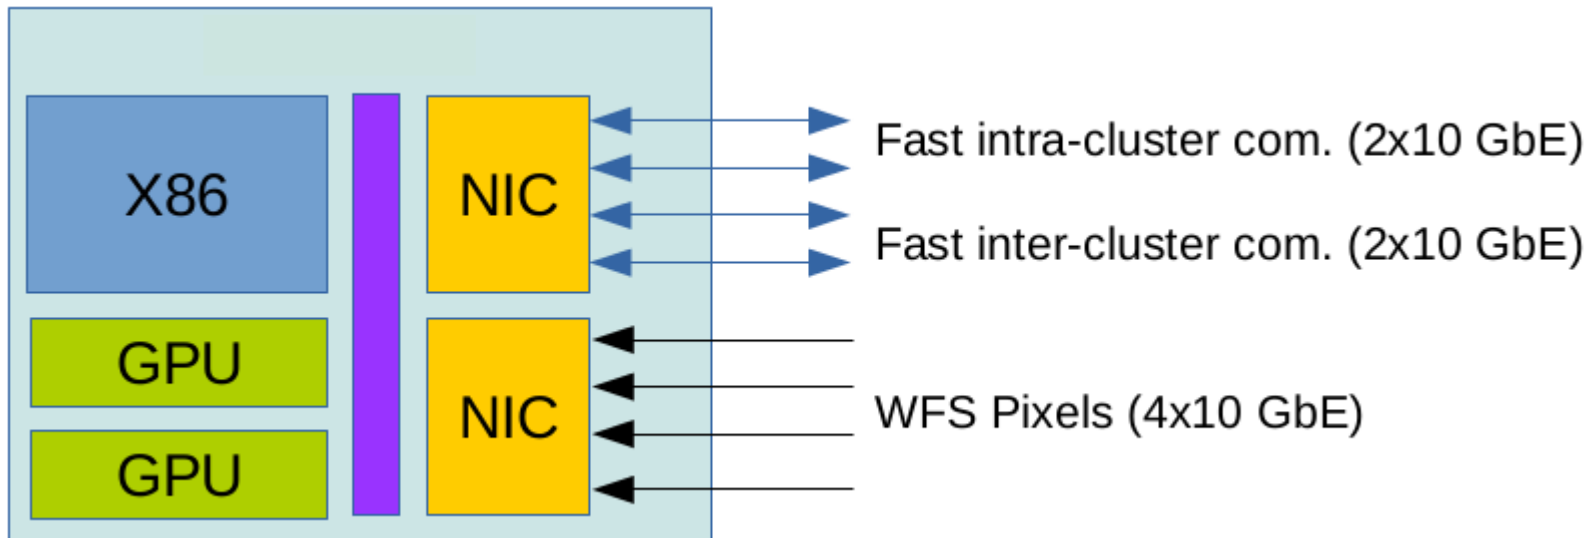 X86
NIC
Fast intra-cluster com. (2x10 GbE)
Fast inter-cluster com. (2x10 GbE)
GPU
GPU
NIC
WFS Pixels (4x10 GbE)